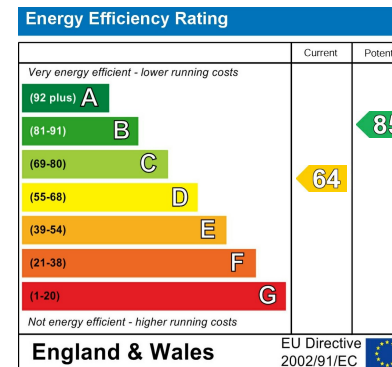 Energy Efficiency Rating
Current
Very energy efficient - lower running costs
(92 plus) A
(81-91) B
85
(69-80) C
64
(55-68) D
(39-54) E
(21-38) F
(1-20) G
Not energy efficient - higher running costs
England & Wales
EU Directive
2002/91/EC